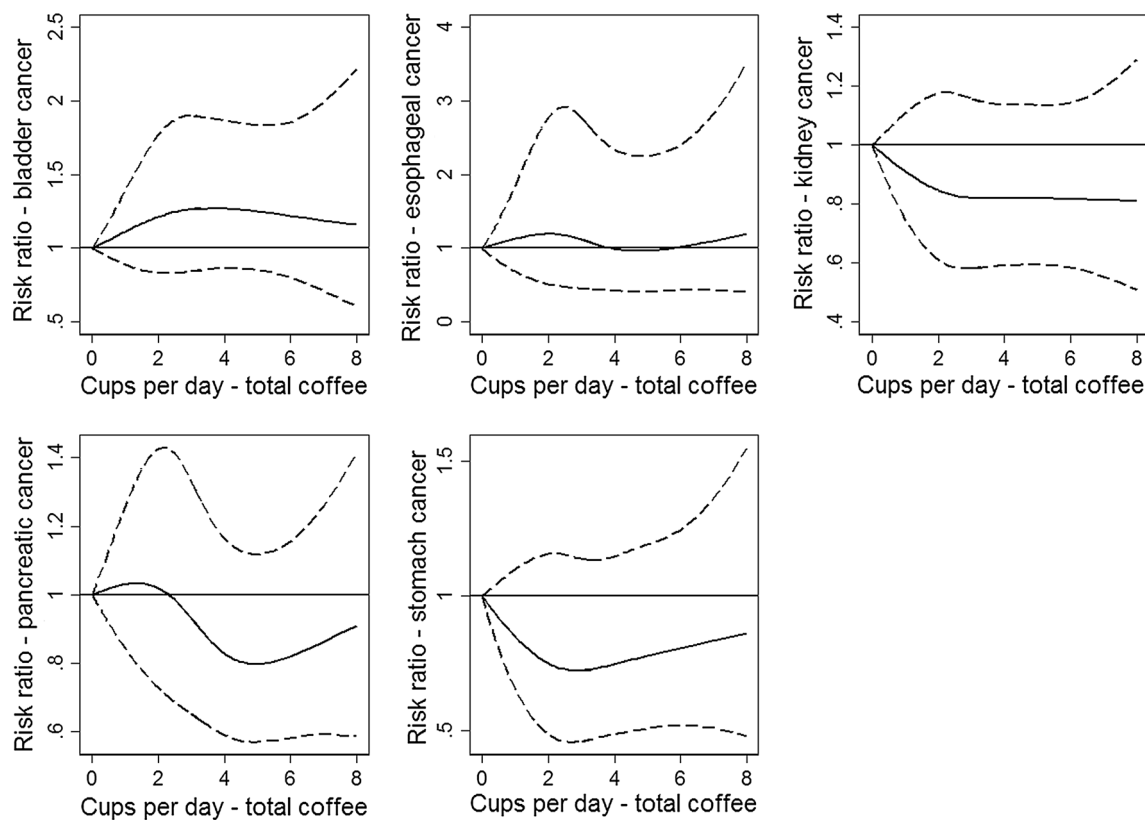 Risk ratio - bladder cancer
2.5
2
1.5
1
.5
0 2 4 6 8
Cups per day - total coffee
Risk ratio - esophageal cancer
4
3
2
1
0
0 2 4 6 8
Cups per day - total coffee
Risk ratio - kidney cancer
1.4
1.2
1
.8
.6
.4
0 2 4 6 8
Cups per day - total coffee
Risk ratio - pancreatic cancer
1.4
1.2
1
.8
.6
0 2 4 6 8
Cups per day - total coffee
Risk ratio - stomach cancer
1.5
1
.5
0 2 4 6 8
Cups per day - total coffee